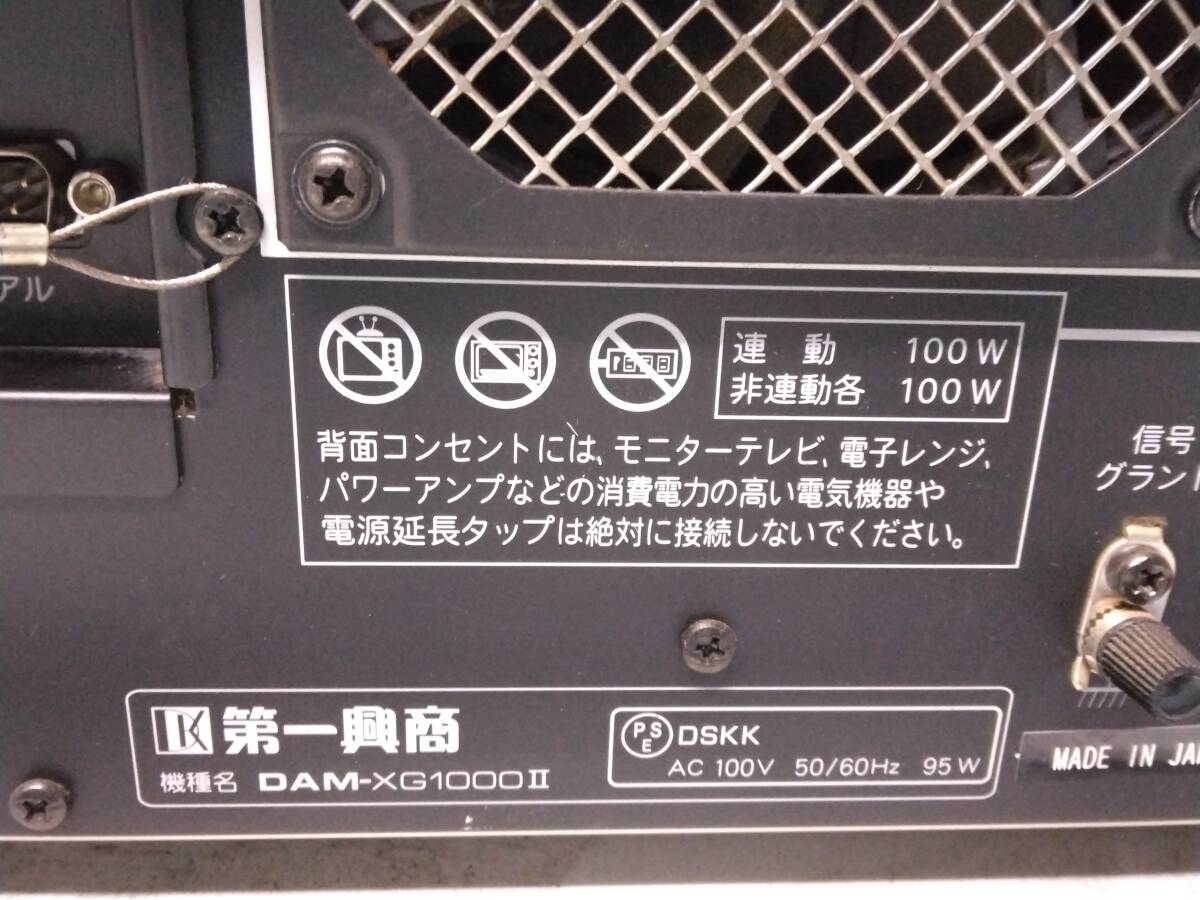 アル
連 動 100W
非連動各 100W
背面コンセントには、モニターテレビ、電子レンジ、
パワーアンプなどの消費電力の高い電気機器や
電源延長タップは絶対に接続しないでください。
信号
グラン
DK 第一興商
機種名 DAM-XG1000II
PSE DSKK
AC 100V 50/60Hz 95W
MADE IN JA